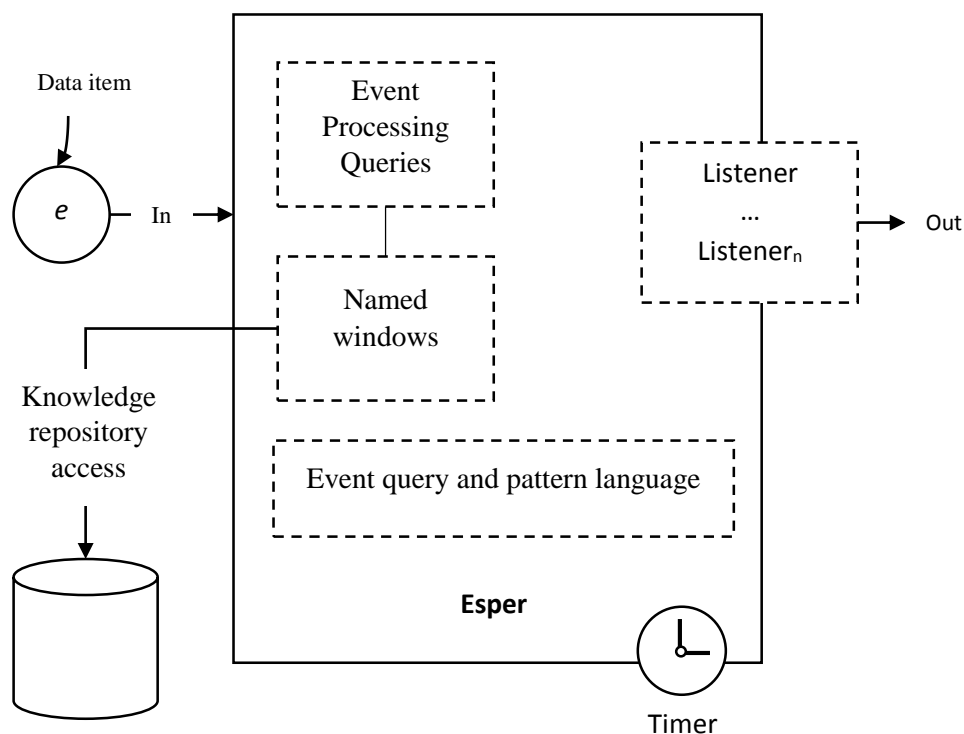 Data item
e
In
Event
Processing
Queries
Listener
...
Listenerₙ
Out
Named
windows
Knowledge
repository
access
Event query and pattern language
Esper
Timer